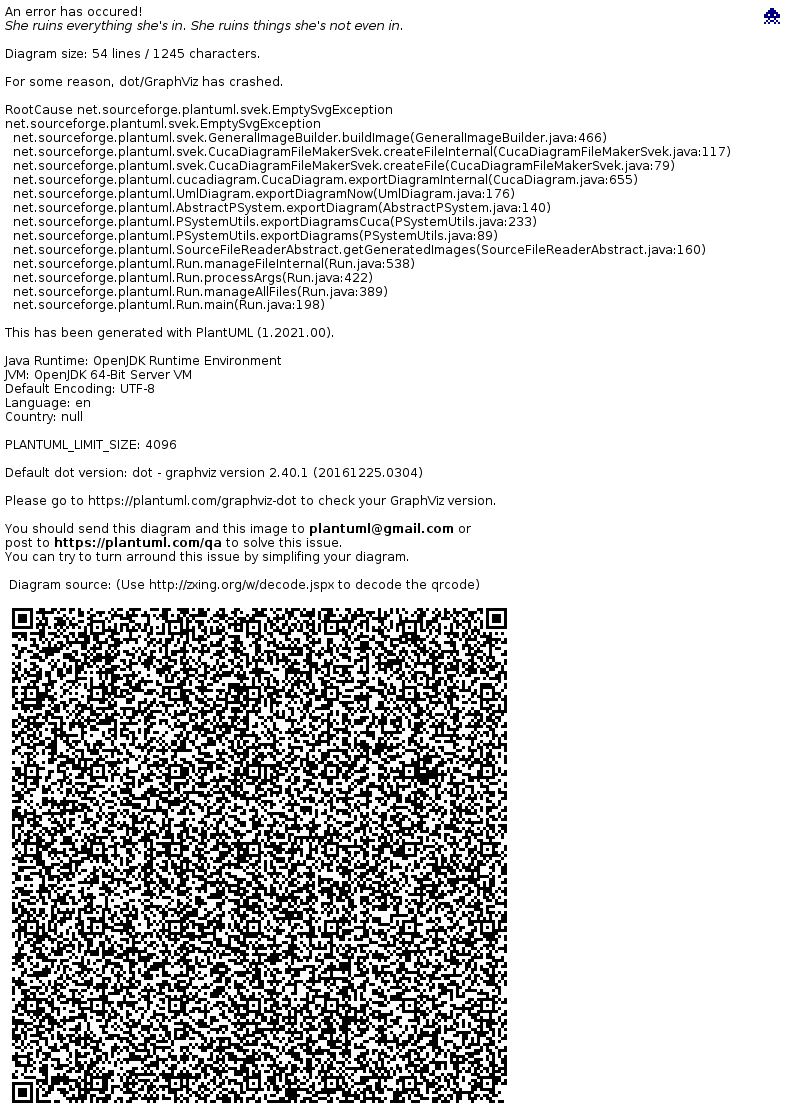 An error has occured!
She ruins everything she's in. She ruins things she's not even in.
Diagram size: 54 lines / 1245 characters.
For some reason, dot/GraphViz has crashed.
RootCause net.sourceforge.plantuml.svek.EmptySvgException
net.sourceforge.plantuml.svek.EmptySvgException
net.sourceforge.plantuml.svek.GeneralImageBuilder.buildImage(GeneralImageBuilder.java:466)
net.sourceforge.plantuml.svek.CucaDiagramFileMakerSvek.createFileInternal(CucaDiagramFileMakerSvek.java:117)
net.sourceforge.plantuml.svek.CucaDiagramFileMakerSvek.createFile(CucaDiagramFileMakerSvek.java:79)
net.sourceforge.plantuml.cucadiagram.CucaDiagram.exportDiagramInternal(CucaDiagram.java:655)
net.sourceforge.plantuml.UmlDiagram.exportDiagramNow(UmlDiagram.java:176)
net.sourceforge.plantuml.AbstractPSystem.exportDiagram(AbstractPSystem.java:140)
net.sourceforge.plantuml.PSystemUtils.exportDiagramsCuca(PSystemUtils.java:233)
net.sourceforge.plantuml.PSystemUtils.exportDiagrams(PSystemUtils.java:89)
net.sourceforge.plantuml.SourceFileReaderAbstract.getGeneratedImages(SourceFileReaderAbstract.java:160)
net.sourceforge.plantuml.Run.manageFileInternal(Run.java:538)
net.sourceforge.plantuml.Run.processArgs(Run.java:422)
net.sourceforge.plantuml.Run.manageAllFiles(Run.java:389)
net.sourceforge.plantuml.Run.main(Run.java:198)
This has been generated with PlantUML (1.2021.00).
Java Runtime: OpenJDK Runtime Environment
JVM: OpenJDK 64-Bit Server VM
Default Encoding: UTF-8
Language: en
Country: null
PLANTUML_LIMIT_SIZE: 4096
Default dot version: dot - graphviz version 2.40.1 (20161225.0304)
Please go to https://plantuml.com/graphviz-dot to check your GraphViz version.
You should send this diagram and this image to plantuml@gmail.com or
post to https://plantuml.com/qa to solve this issue.
You can try to turn arround this issue by simplifing your diagram.
Diagram source: (Use http://zxing.org/w/decode.jspx to decode the qrcode)